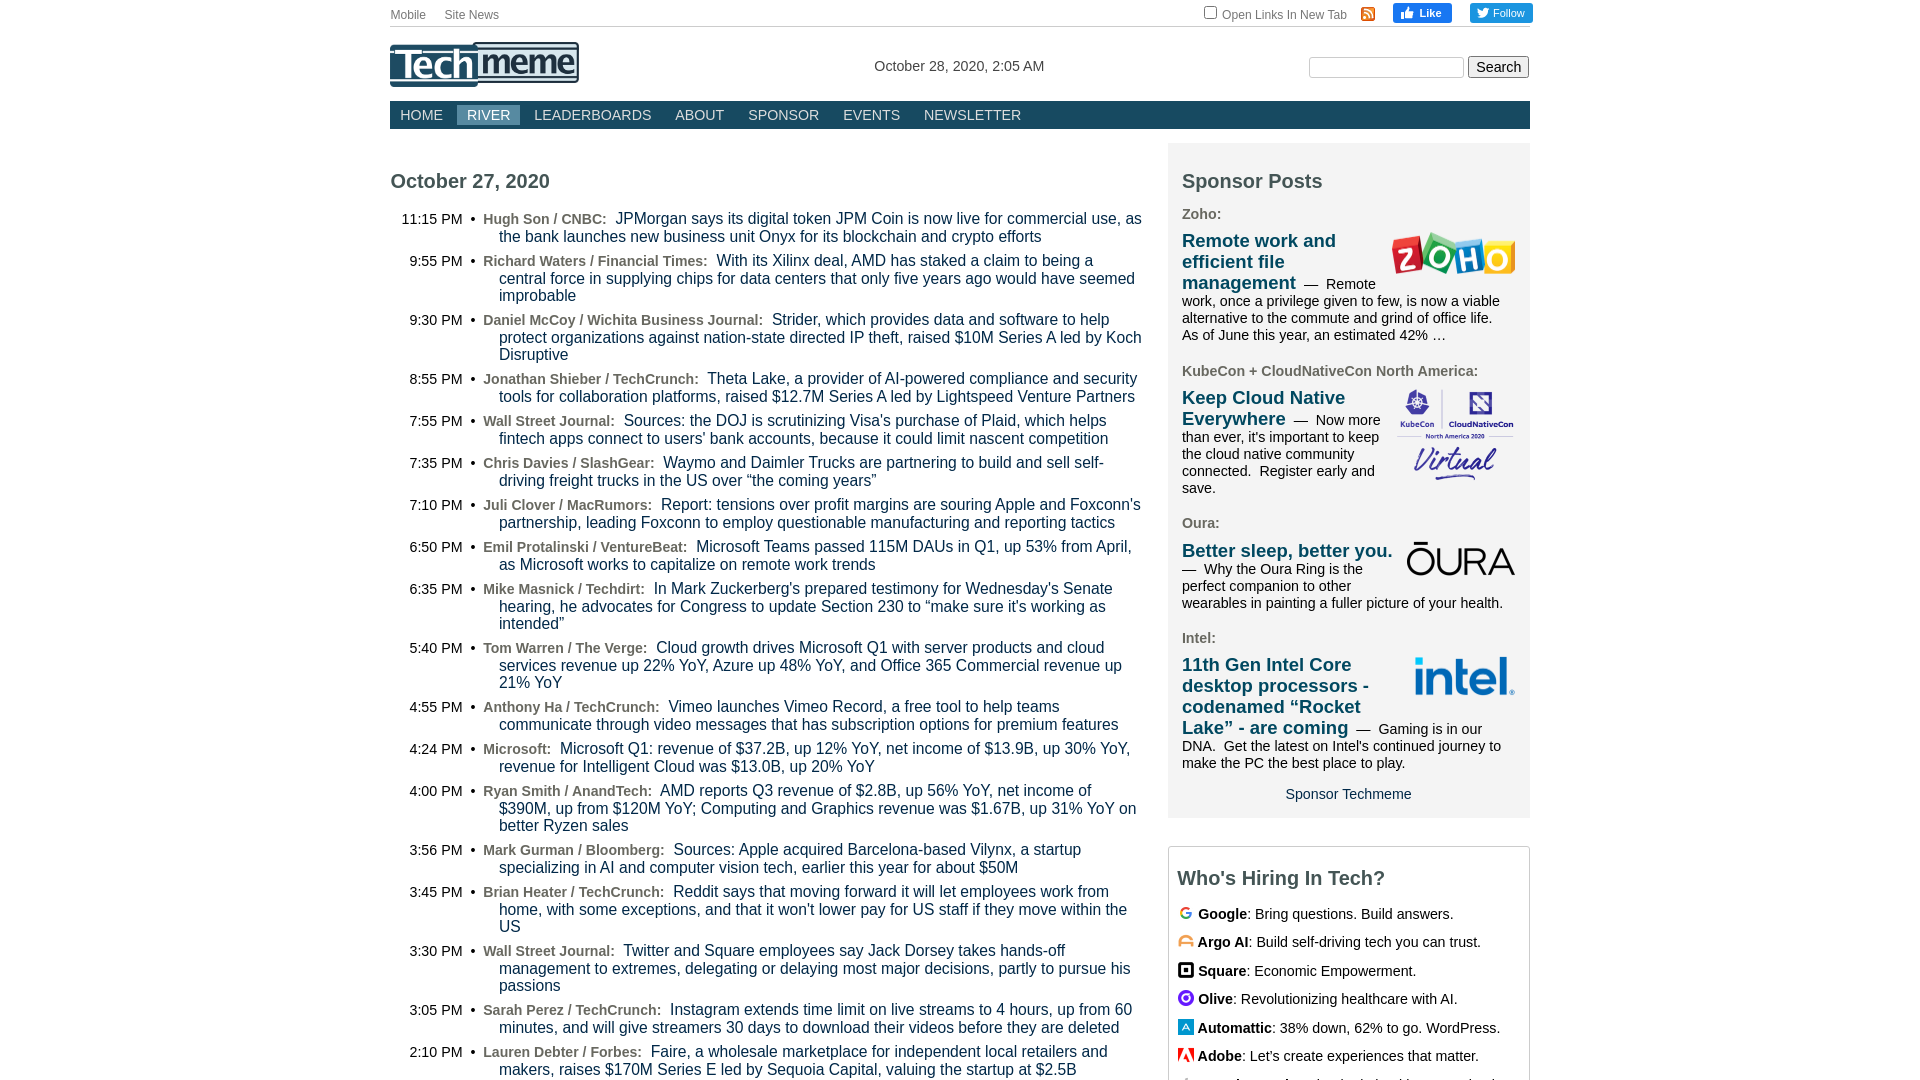 Mobile Site News Open Links In New Tab Like Follow
Techmeme October 28, 2020, 2:05 AM Search
HOME RIVER LEADERBOARDS ABOUT SPONSOR EVENTS NEWSLETTER
October 27, 2020
11:15 PM • Hugh Son / CNBC: JPMorgan says its digital token JPM Coin is now live for commercial use, as
the bank launches new business unit Onyx for its blockchain and crypto efforts
9:55 PM • Richard Waters / Financial Times: With its Xilinx deal, AMD has staked a claim to being a
central force in supplying chips for data centers that only five years ago would have seemed
improbable
9:30 PM • Daniel McCoy / Wichita Business Journal: Strider, which provides data and software to help
protect organizations against nation-state directed IP theft, raised $10M Series A led by Koch
Disruptive
8:55 PM • Jonathan Shieber / TechCrunch: Theta Lake, a provider of AI-powered compliance and security
tools for collaboration platforms, raised $12.7M Series A led by Lightspeed Venture Partners
7:55 PM • Wall Street Journal: Sources: the DOJ is scrutinizing Visa's purchase of Plaid, which helps
fintech apps connect to users' bank accounts, because it could limit nascent competition
7:35 PM • Chris Davies / SlashGear: Waymo and Daimler Trucks are partnering to build and sell self-
driving freight trucks in the US over “the coming years”
7:10 PM • Juli Clover / MacRumors: Report: tensions over profit margins are souring Apple and Foxconn's
partnership, leading Foxconn to employ questionable manufacturing and reporting tactics
6:50 PM • Emil Protalinski / VentureBeat: Microsoft Teams passed 115M DAUs in Q1, up 53% from April,
as Microsoft works to capitalize on remote work trends
6:35 PM • Mike Masnick / Techdirt: In Mark Zuckerberg's prepared testimony for Wednesday's Senate
hearing, he advocates for Congress to update Section 230 to “make sure it's working as
intended”
5:40 PM • Tom Warren / The Verge: Cloud growth drives Microsoft Q1 with server products and cloud
services revenue up 22% YoY, Azure up 48% YoY, and Office 365 Commercial revenue up
21% YoY
4:55 PM • Anthony Ha / TechCrunch: Vimeo launches Vimeo Record, a free tool to help teams
communicate through video messages that has subscription options for premium features
4:24 PM • Microsoft: Microsoft Q1: revenue of $37.2B, up 12% YoY, net income of $13.9B, up 30% YoY,
revenue for Intelligent Cloud was $13.0B, up 20% YoY
4:00 PM • Ryan Smith / AnandTech: AMD reports Q3 revenue of $2.8B, up 56% YoY, net income of
$390M, up from $120M YoY; Computing and Graphics revenue was $1.67B, up 31% YoY on
better Ryzen sales
3:56 PM • Mark Gurman / Bloomberg: Sources: Apple acquired Barcelona-based Vilynx, a startup
specializing in AI and computer vision tech, earlier this year for about $50M
3:45 PM • Brian Heater / TechCrunch: Reddit says that moving forward it will let employees work from
home, with some exceptions, and that it won't lower pay for US staff if they move within the
US
3:30 PM • Wall Street Journal: Twitter and Square employees say Jack Dorsey takes hands-off
management to extremes, delegating or delaying most major decisions, partly to pursue his
passions
3:05 PM • Sarah Perez / TechCrunch: Instagram extends time limit on live streams to 4 hours, up from 60
minutes, and will give streamers 30 days to download their videos before they are deleted
2:10 PM • Lauren Debter / Forbes: Faire, a wholesale marketplace for independent local retailers and
makers, raises $170M Series E led by Sequoia Capital, valuing the startup at $2.5B
Sponsor Posts
Zoho:
Remote work and
efficient file
management — Remote
work, once a privilege given to few, is now a viable
alternative to the commute and grind of office life.
As of June this year, an estimated 42% …
ZOHO
KubeCon + CloudNativeCon North America:
Keep Cloud Native
Everywhere — Now more
than ever, it's important to keep
the cloud native community
connected. Register early and
save.
KubeCon CloudNativeCon
North America 2020
Virtual
Oura:
Better sleep, better you.
— Why the Oura Ring is the
perfect companion to other
wearables in painting a fuller picture of your health.
ŌURA
Intel:
11th Gen Intel Core
desktop processors -
codenamed “Rocket
Lake” - are coming — Gaming is in our
DNA. Get the latest on Intel's continued journey to
make the PC the best place to play.
intel®
Sponsor Techmeme
Who's Hiring In Tech?
Google: Bring questions. Build answers.
Argo AI: Build self-driving tech you can trust.
Square: Economic Empowerment.
Olive: Revolutionizing healthcare with AI.
Automattic: 38% down, 62% to go. WordPress.
Adobe: Let’s create experiences that matter.